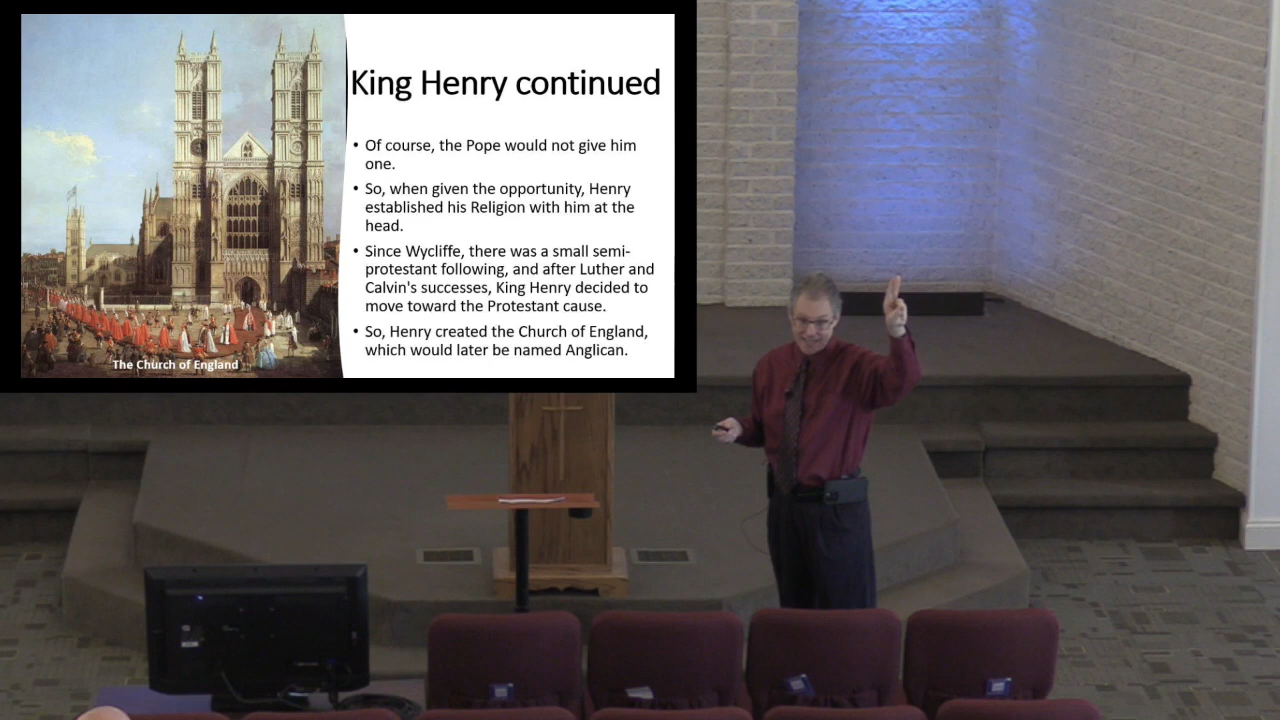 King Henry continued
• Of course, the Pope would not give him
one.
• So, when given the opportunity, Henry
established his Religion with him at the
head.
• Since Wycliffe, there was a small semi-
protestant following, and after Luther and
Calvin's successes, King Henry decided to
move toward the Protestant cause.
• So, Henry created the Church of England,
which would later be named Anglican.
The Church of England